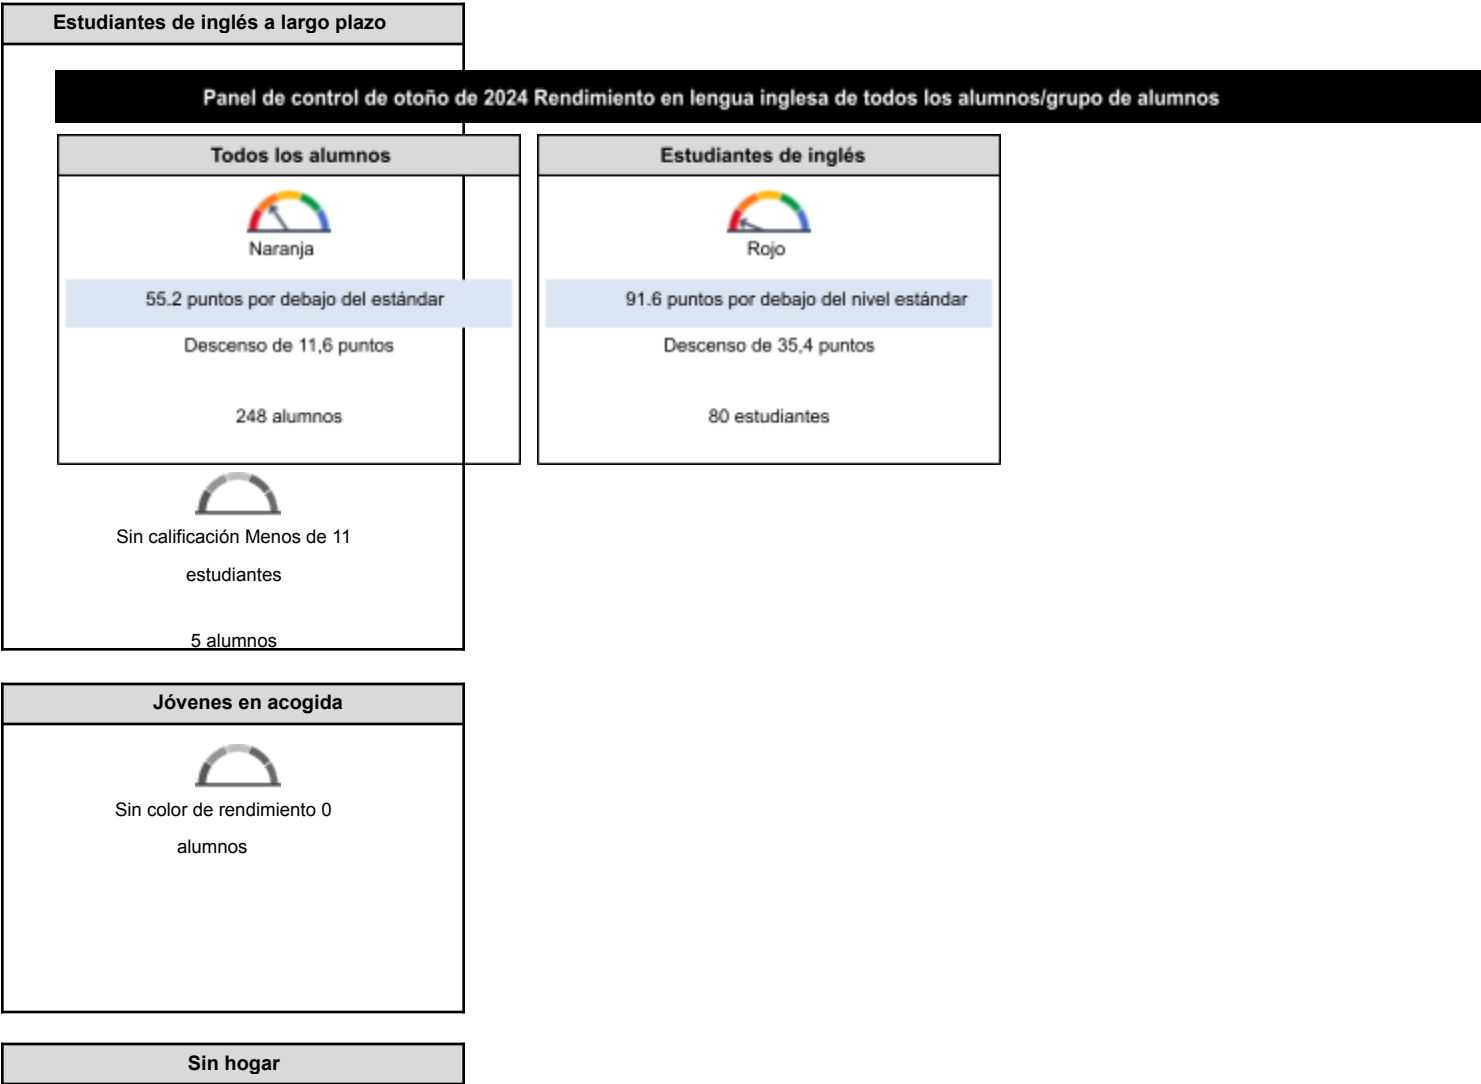 Estudiantes de inglés a largo plazo
Panel de control de otoño de 2024 Rendimiento en lengua inglesa de todos los alumnos/grupo de alumnos
Todos los alumnos
Naranja
55.2 puntos por debajo del estándar
Descenso de 11,6 puntos
248 alumnos
Estudiantes de inglés
Rojo
91.6 puntos por debajo del nivel estándar
Descenso de 35,4 puntos
80 estudiantes
Sin calificación Menos de 11
estudiantes
5 alumnos
Jóvenes en acogida
Sin color de rendimiento 0
alumnos
Sin hogar